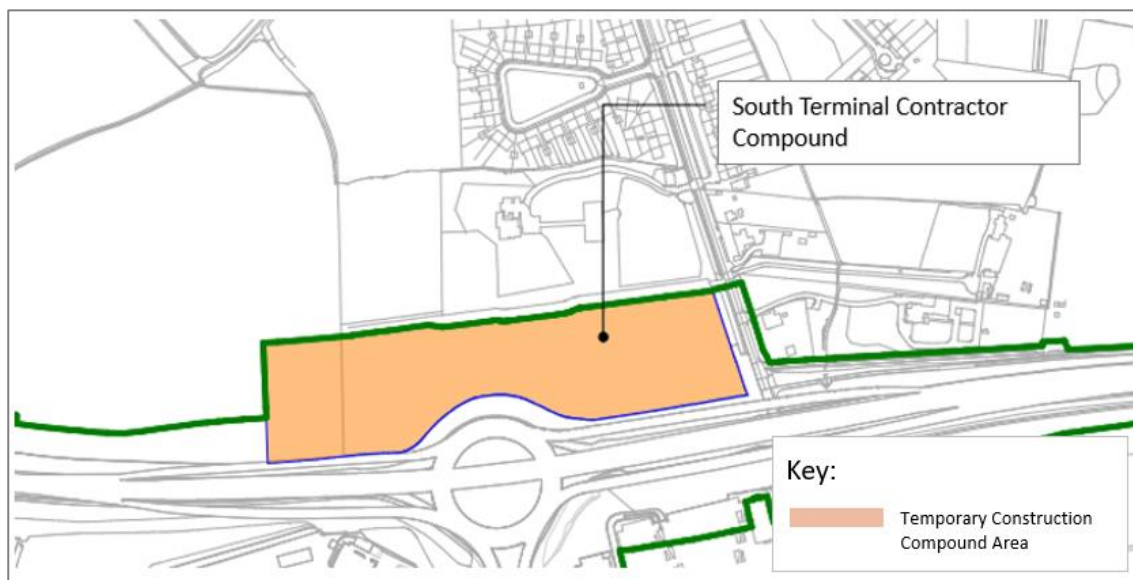 South Terminal Contractor
Compound
Key:
Temporary Construction
Compound Area